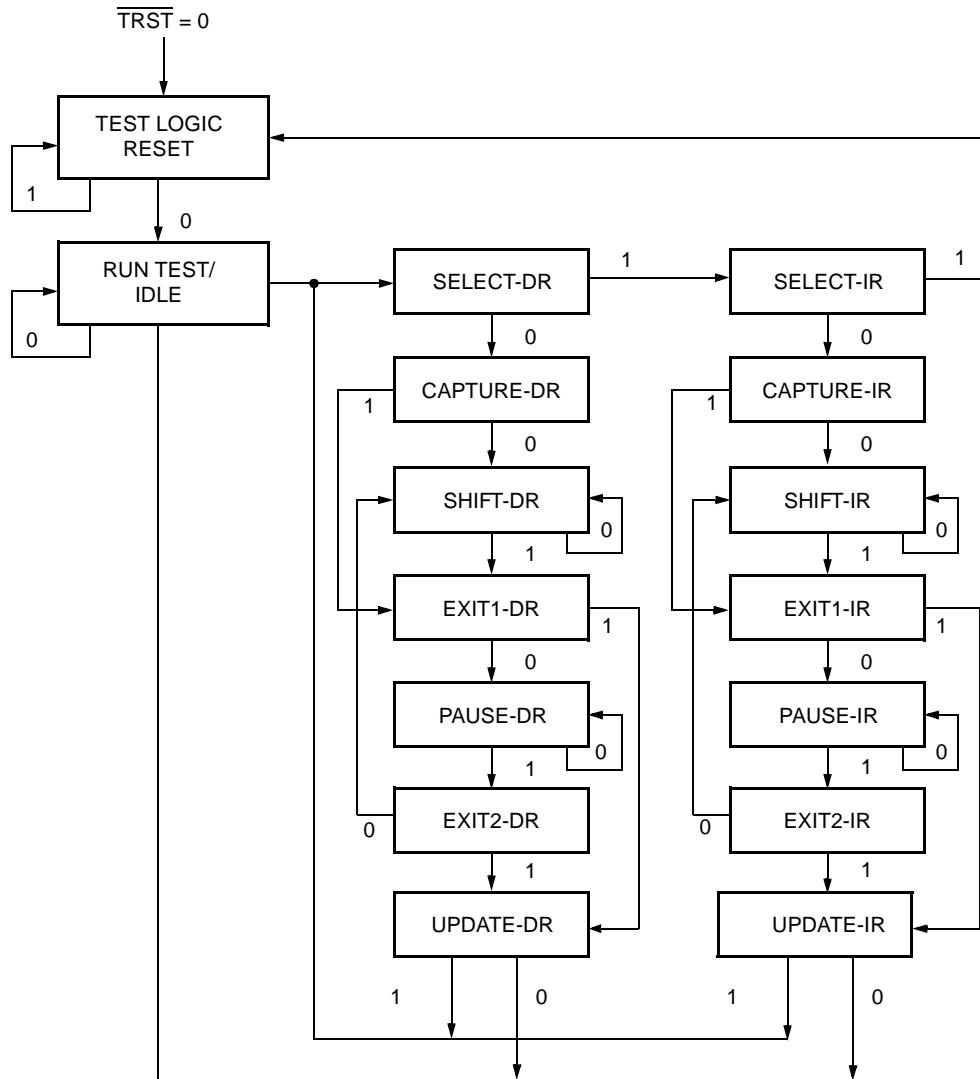 TRST = 0
TEST LOGIC
RESET
1
0
RUN TEST/
IDLE
0
SELECT-DR
1
SELECT-IR
1
0
0
CAPTURE-DR
1
CAPTURE-IR
1
0
0
SHIFT-DR
0
SHIFT-IR
0
1
1
EXIT1-DR
1
EXIT1-IR
1
0
0
PAUSE-DR
0
PAUSE-IR
0
1
1
EXIT2-DR
0
EXIT2-IR
0
1
1
UPDATE-DR
UPDATE-IR
1
0
1
0